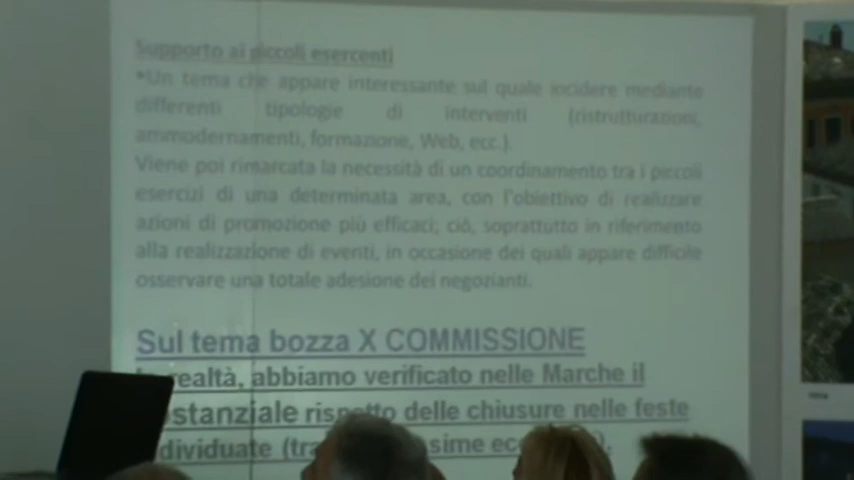 Supporto ai piccoli esercenti
*Un tema che appare interessante sul quale incidere mediante
differenti tipologie di interventi (ristrutturazioni,
ammodernamenti, formazione, Web, ecc.).
Viene poi rimarcata la necessità di un coordinamento tra i piccoli
esercizi di una determinata area, con l'obiettivo di realizzare
azioni di promozione più efficaci; ciò, soprattutto in riferimento
alla realizzazione di eventi, in occasione dei quali appare difficile
osservare una totale adesione dei negozianti.
Sul tema bozza X COMMISSIONE
realtà, abbiamo verificato nelle Marche il
stanziale rispetto delle chiusure nelle feste
dividuate